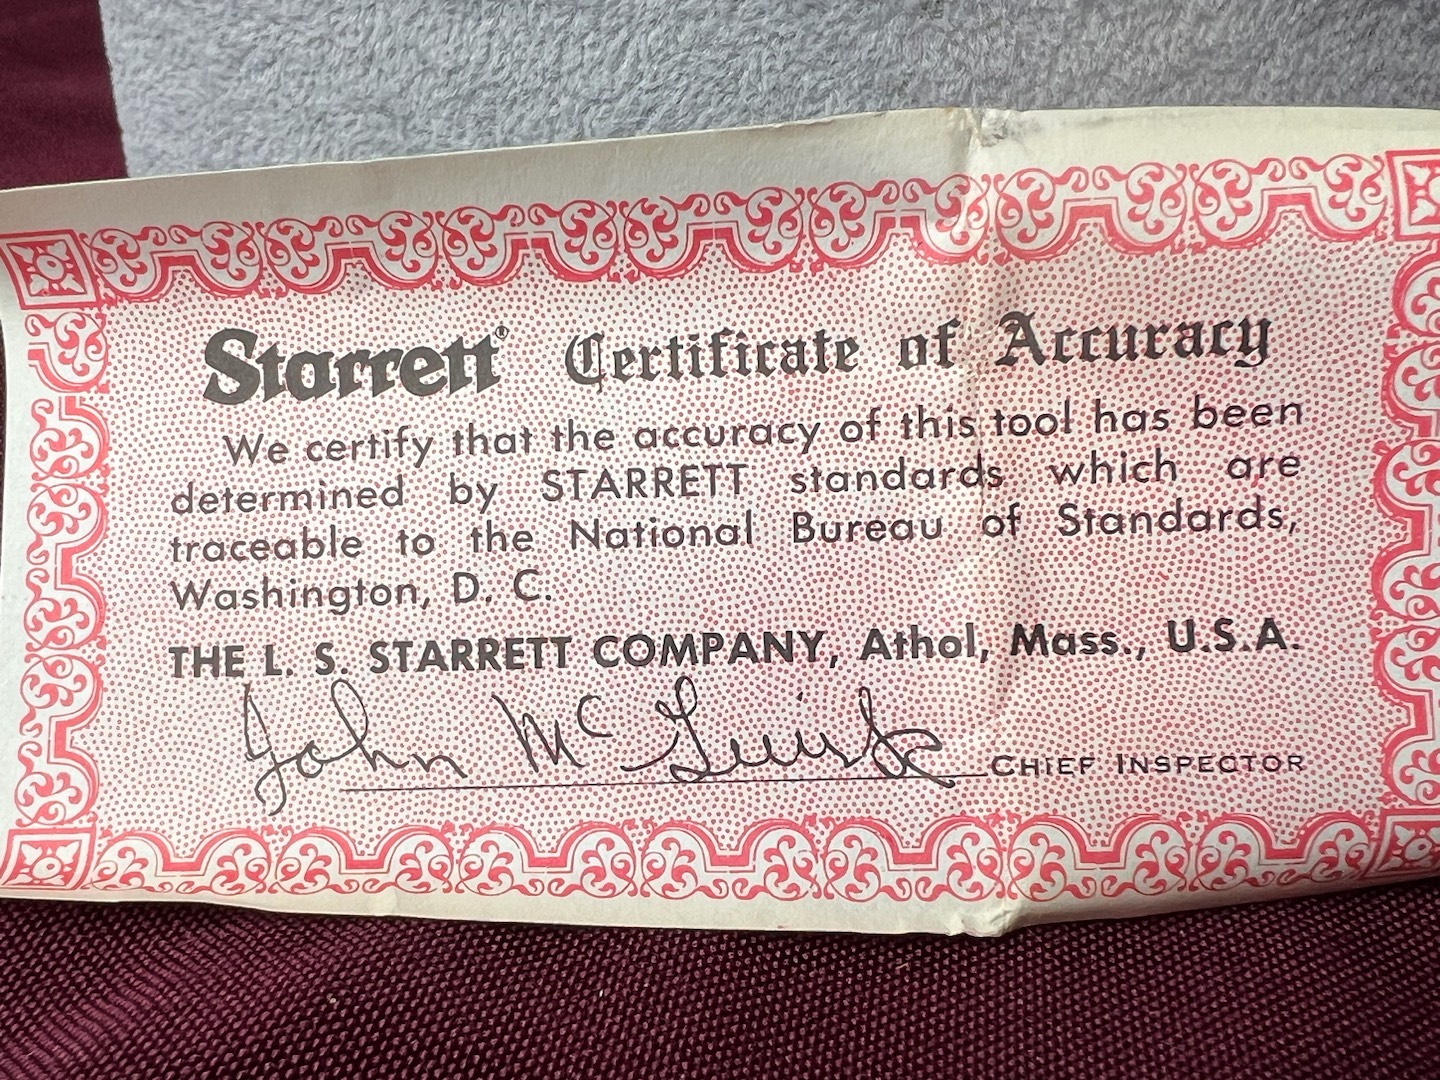 Starrett® Certificate of Accuracy
We certify that the accuracy of this tool has been
determined by STARRETT standards which are
traceable to the National Bureau of Standards,
Washington, D. C.
THE L. S. STARRETT COMPANY, Athol, Mass., U.S.A.
John Mc
CHIEF INSPECTOR